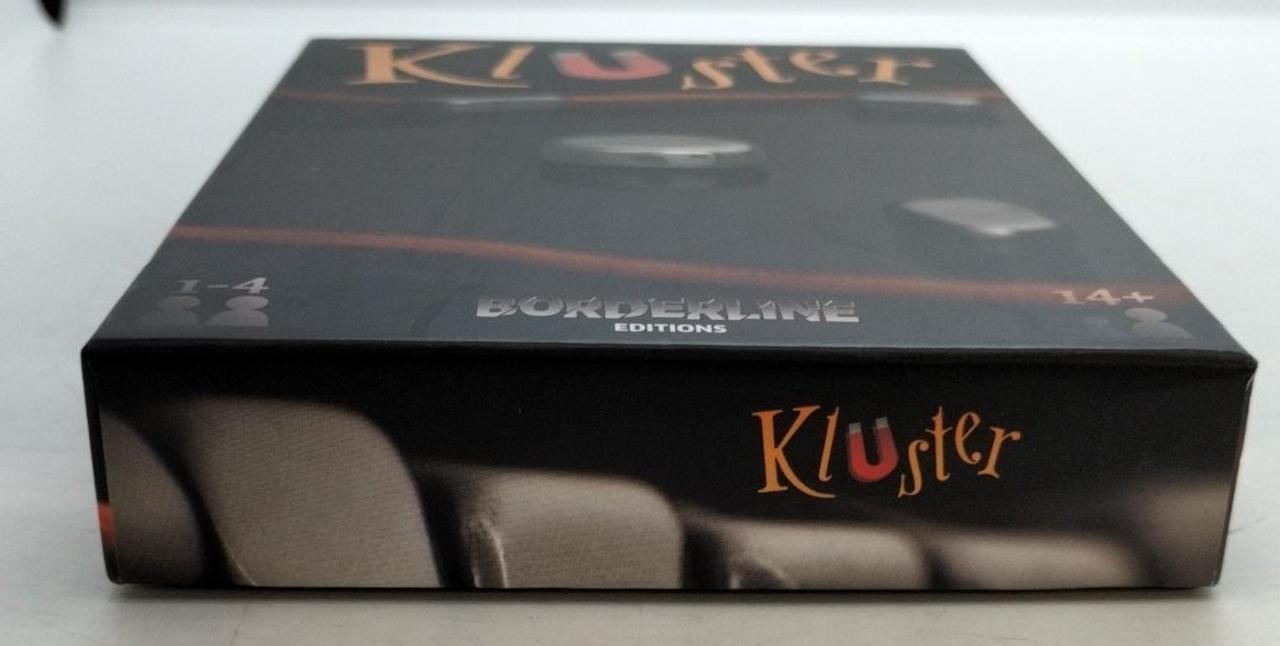 Kluster
1-4
14+
BORDERLINE
EDITIONS
Kluster